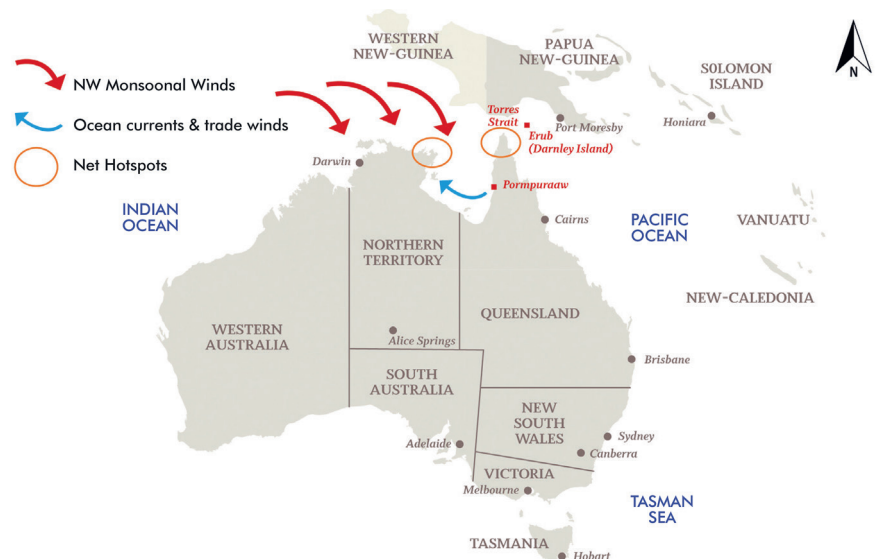 WESTERN
NEW-GUINEA
PAPUA
NEW-GUINEA
S0LOMON
ISLAND
N
NW Monsoonal Winds
Ocean currents & trade winds
Net Hotspots
Torres
Strait
Erub
(Darnley Island)
Port Moresby
Honiara
Darwin
Pormpuraaw
INDIAN
OCEAN
Cairns
PACIFIC
OCEAN
VANUATU
NORTHERN
TERRITORY
NEW-CALEDONIA
QUEENSLAND
WESTERN
AUSTRALIA
Alice Springs
Brisbane
SOUTH
AUSTRALIA
NEW
SOUTH
WALES
Sydney
Adelaide
Canberra
VICTORIA
Melbourne
TASMAN
SEA
TASMANIA
Hobart